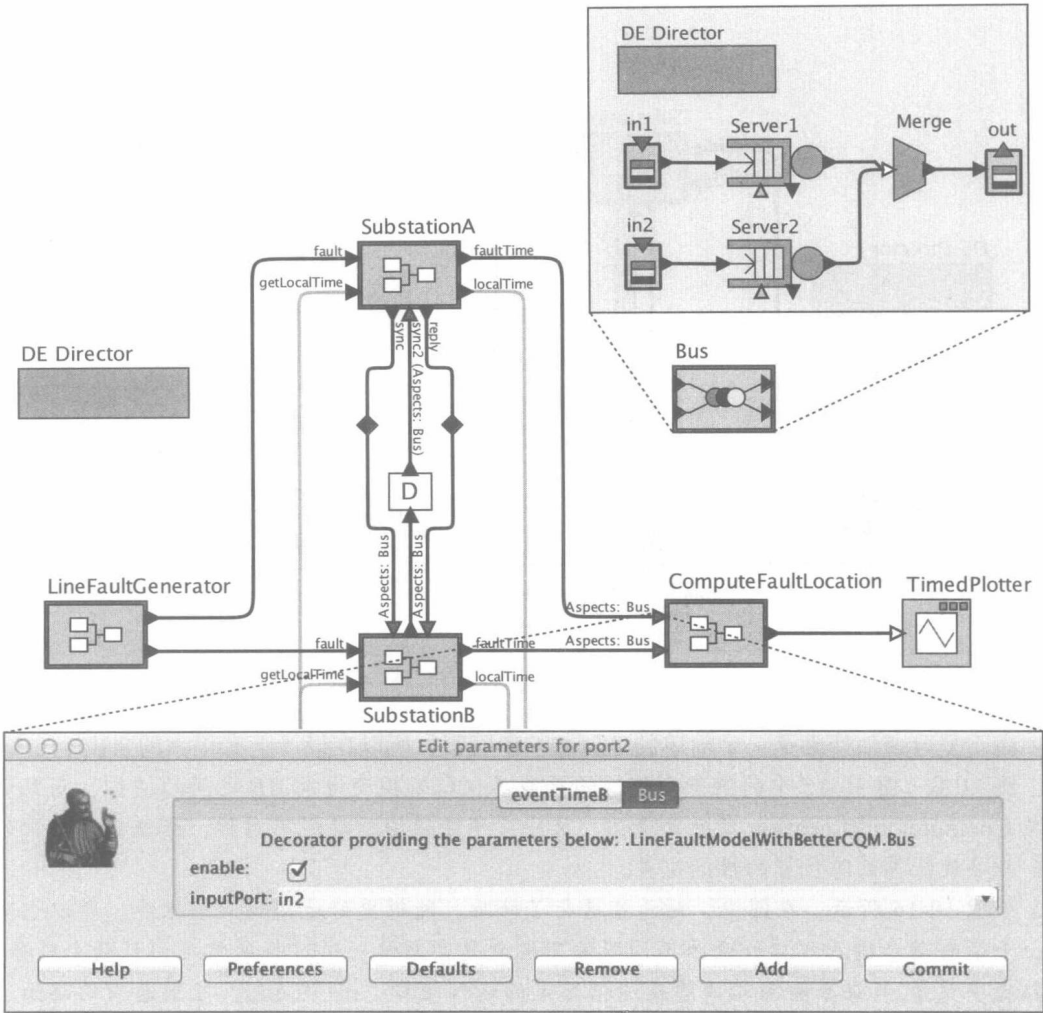 DE Director
in1
Server1
Merge
out
in2
Server2
SubstationA
fault
faultTime
getLocalTime
localTime
sync
sync2 (Aspects: Bus)
reply
DE Director
Bus
D
Aspects: Bus
Aspects: Bus
LineFaultGenerator
ComputeFaultLocation
TimedPlotter
Aspects: Bus
fault
faultTime
Aspects: Bus
getLocalTime
localTime
SubstationB
Edit parameters for port2
eventTimeB
Bus
Decorator providing the parameters below: .LineFaultModelWithBetterCQM.Bus
enable:
inputPort: in2
Help
Preferences
Defaults
Remove
Add
Commit